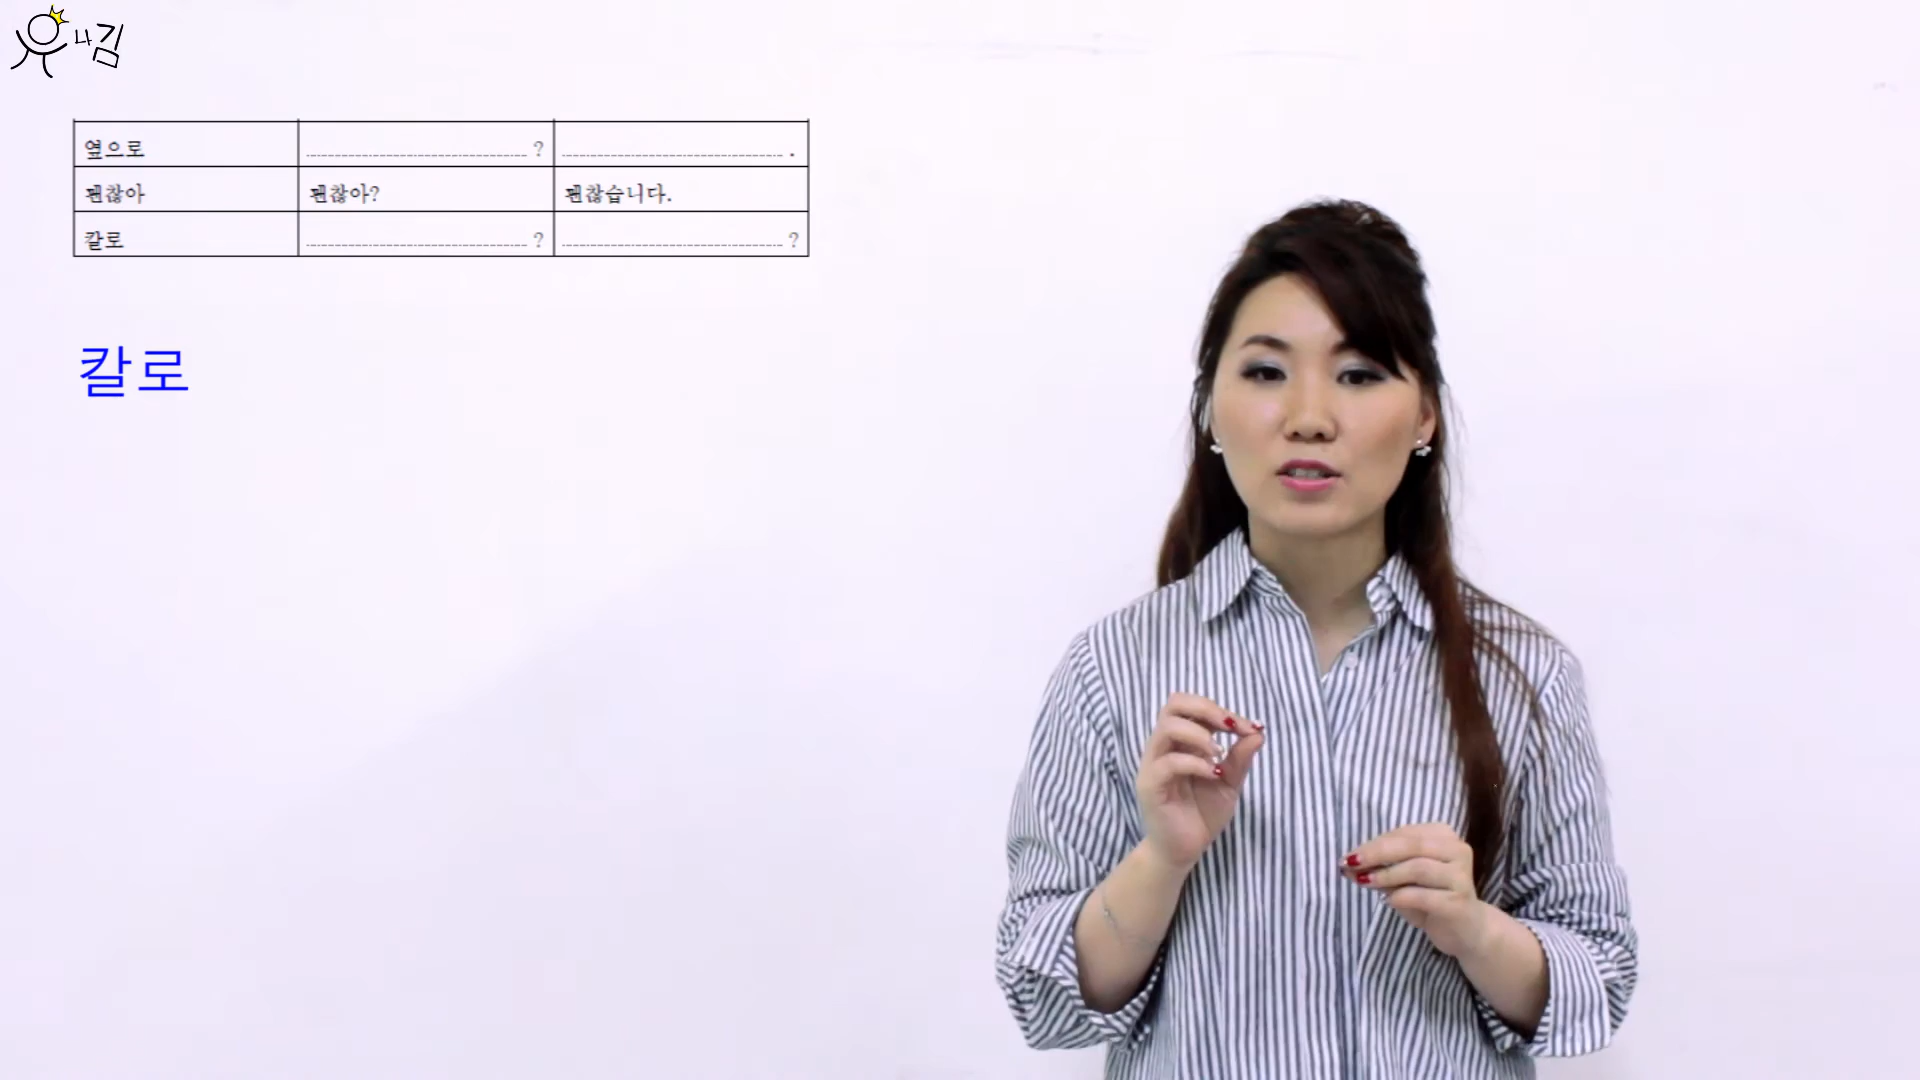 유나김
옆으로 ? .
괜찮아 괜찮아? 괜찮습니다.
칼로 ? ?
칼로